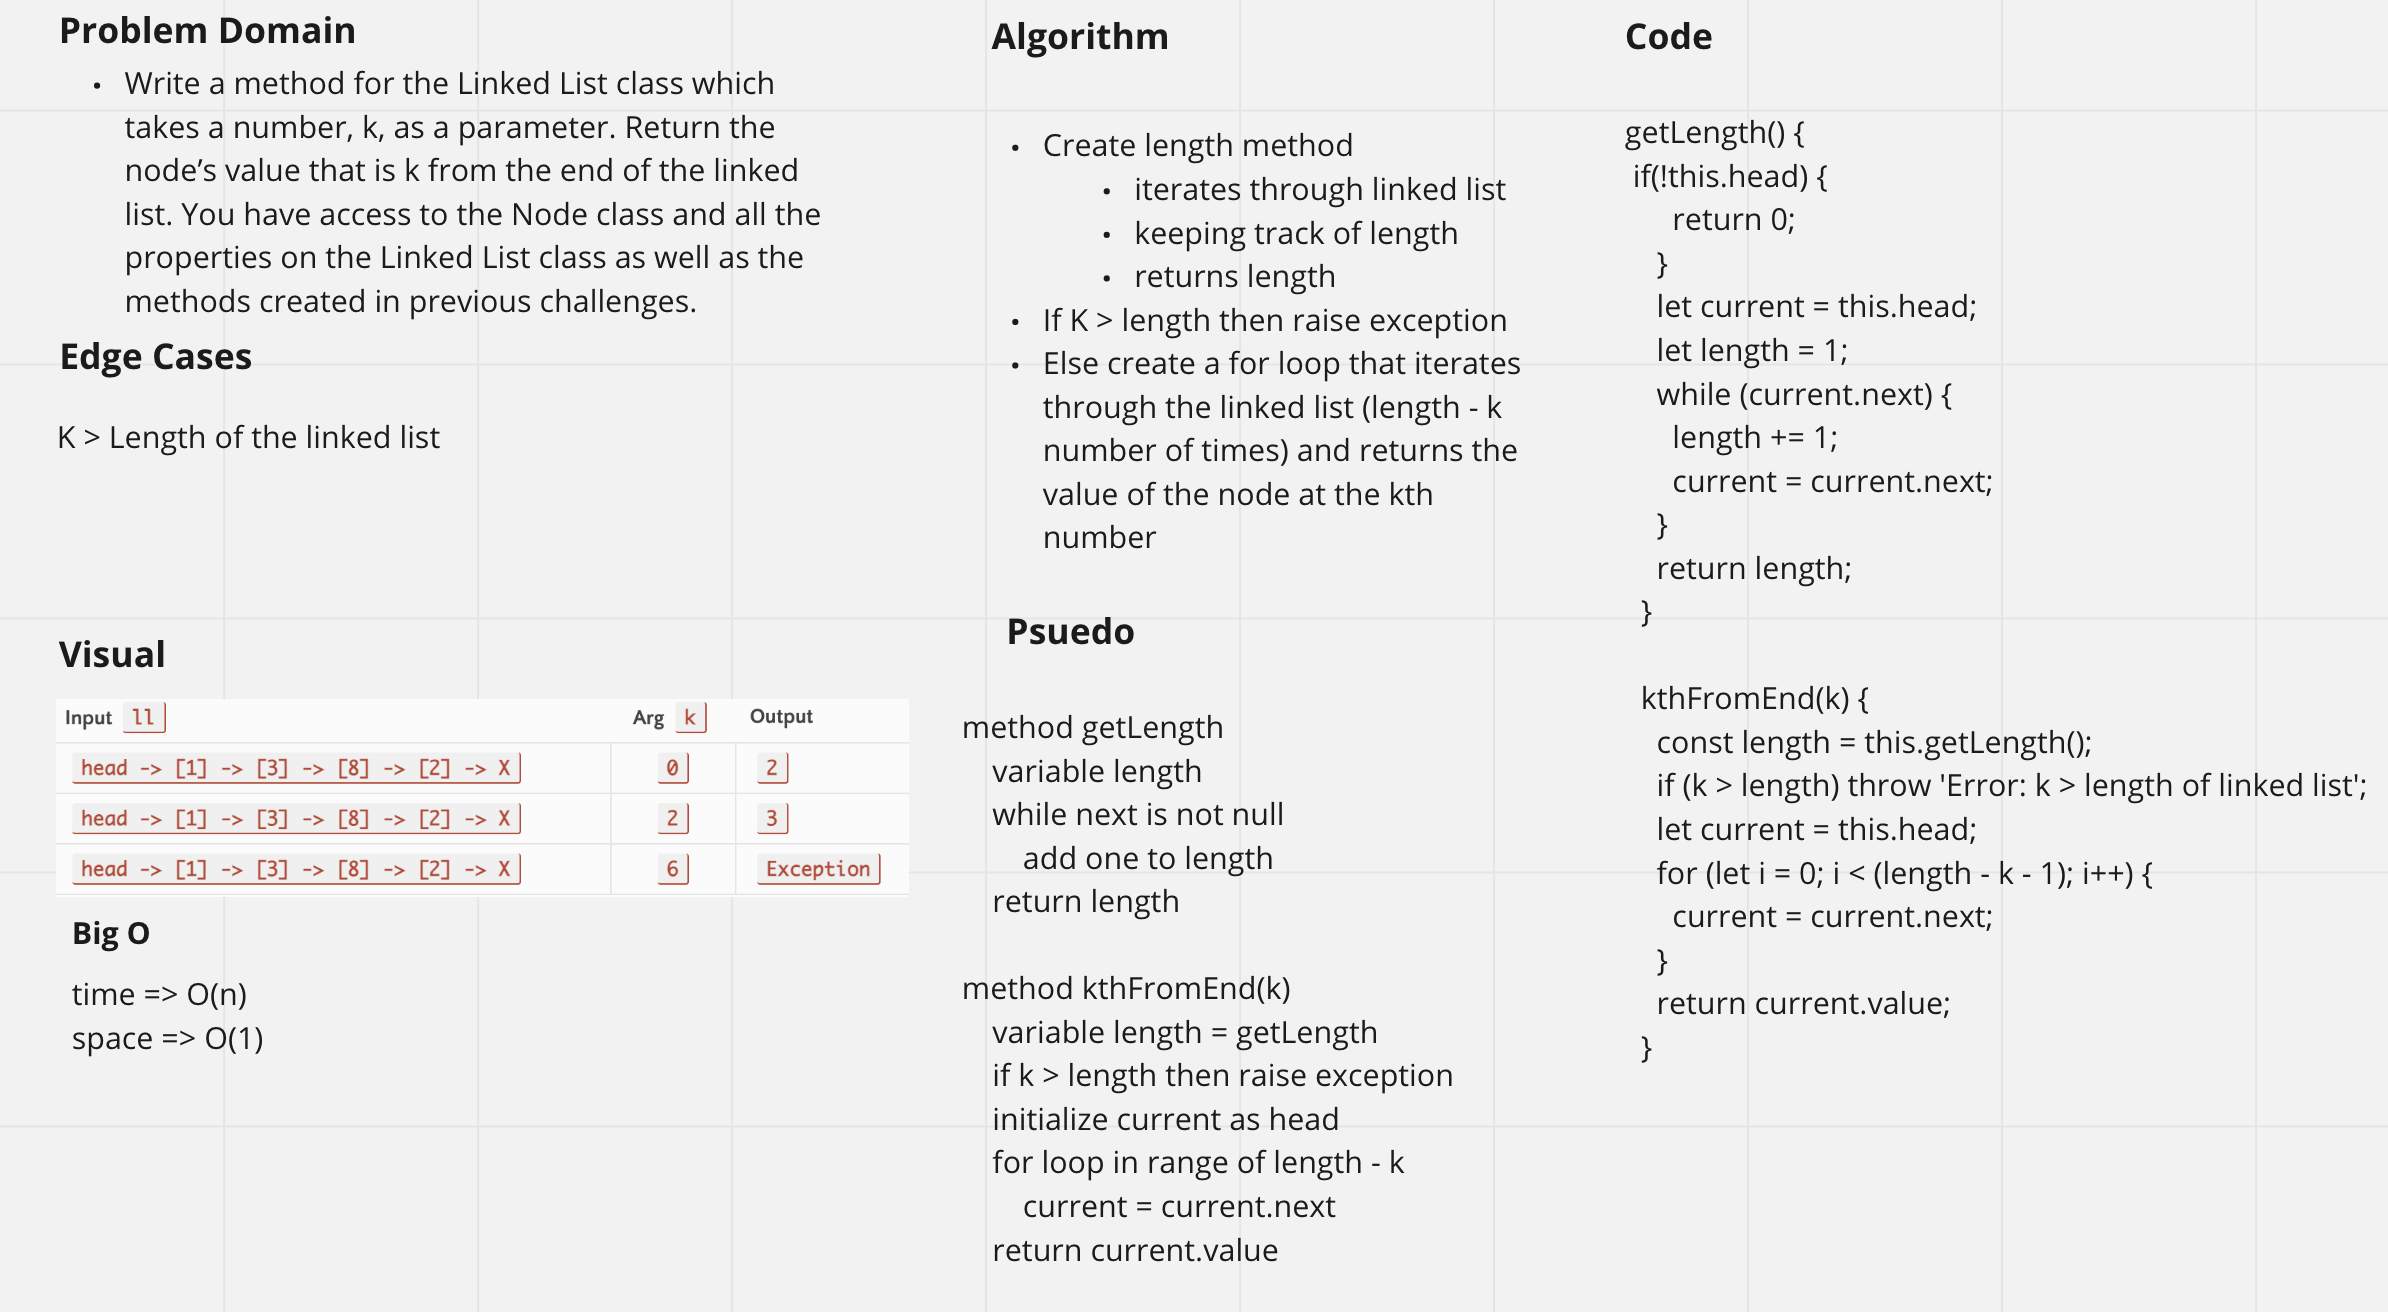 Problem Domain
• Write a method for the Linked List class which
takes a number, k, as a parameter. Return the
node’s value that is k from the end of the linked
list. You have access to the Node class and all the
properties on the Linked List class as well as the
methods created in previous challenges.
Edge Cases
K > Length of the linked list
Visual
Input ll Arg k Output
head -> [1] -> [3] -> [8] -> [2] -> X 0 2
head -> [1] -> [3] -> [8] -> [2] -> X 2 3
head -> [1] -> [3] -> [8] -> [2] -> X 6 Exception
Big O
time => O(n)
space => O(1)
Algorithm
• Create length method
• iterates through linked list
• keeping track of length
• returns length
• If K > length then raise exception
• Else create a for loop that iterates
through the linked list (length - k
number of times) and returns the
value of the node at the kth
number
Psuedo
method getLength
variable length
while next is not null
add one to length
return length
method kthFromEnd(k)
variable length = getLength
if k > length then raise exception
initialize current as head
for loop in range of length - k
current = current.next
return current.value
Code
getLength() {
if(!this.head) {
return 0;
}
let current = this.head;
let length = 1;
while (current.next) {
length += 1;
current = current.next;
}
return length;
}
kthFromEnd(k) {
const length = this.getLength();
if (k > length) throw 'Error: k > length of linked list';
let current = this.head;
for (let i = 0; i < (length - k - 1); i++) {
current = current.next;
}
return current.value;
}